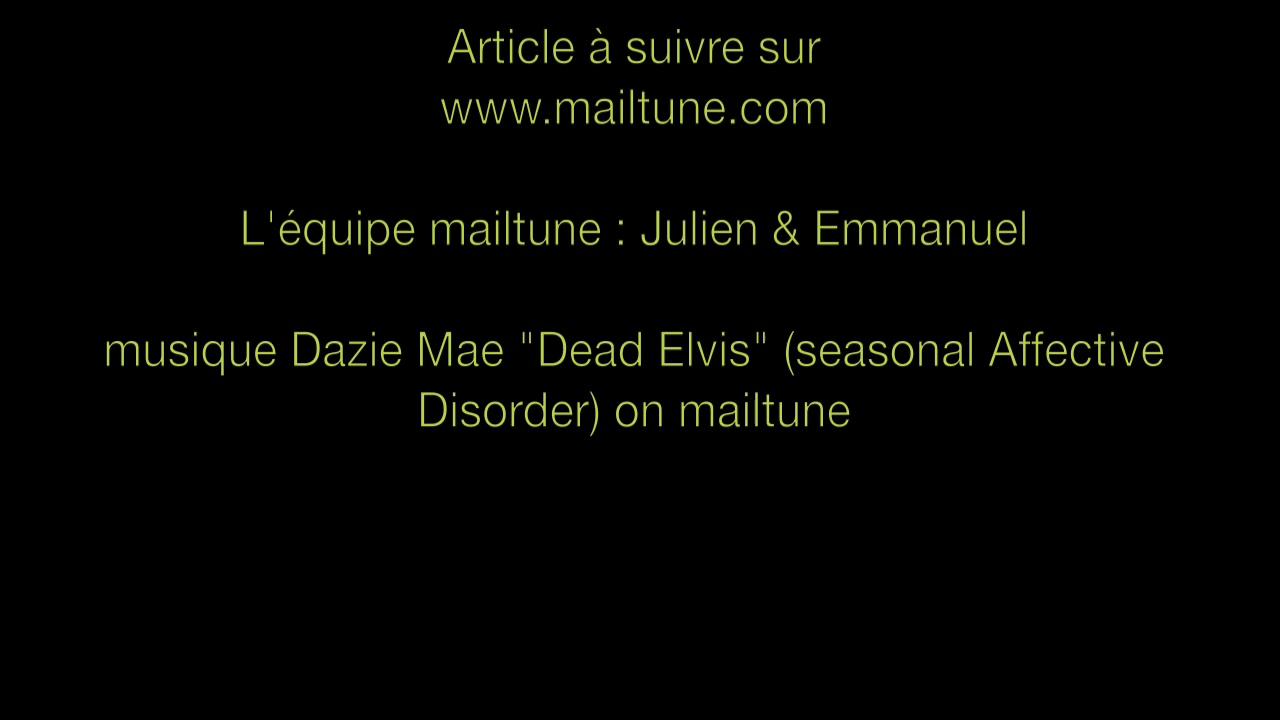 Article à suivre sur
www.mailtune.com
L'équipe mailtune : Julien & Emmanuel
musique Dazie Mae "Dead Elvis" (seasonal Affective
Disorder) on mailtune